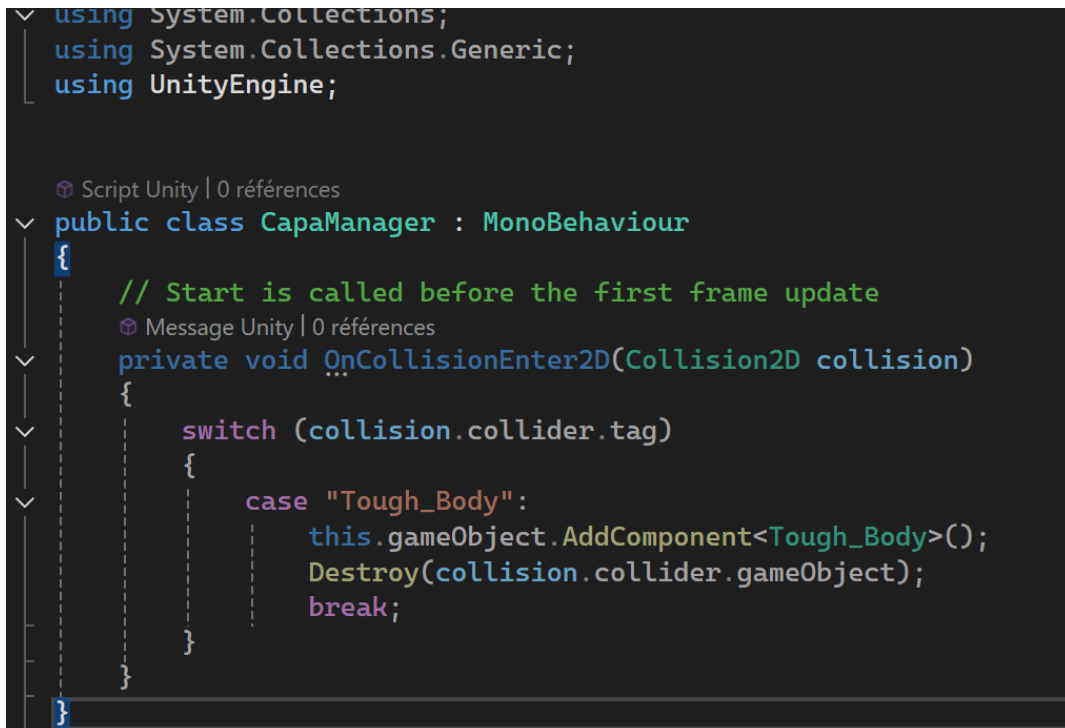 using System.Collections;
using System.Collections.Generic;
using UnityEngine;
Script Unity | 0 références
public class CapaManager : MonoBehaviour
{
// Start is called before the first frame update
Message Unity | 0 références
private void OnCollisionEnter2D(Collision2D collision)
{
switch (collision.collider.tag)
{
case "Tough_Body":
this.gameObject.AddComponent<Tough_Body>();
Destroy(collision.collider.gameObject);
break;
}
}
}